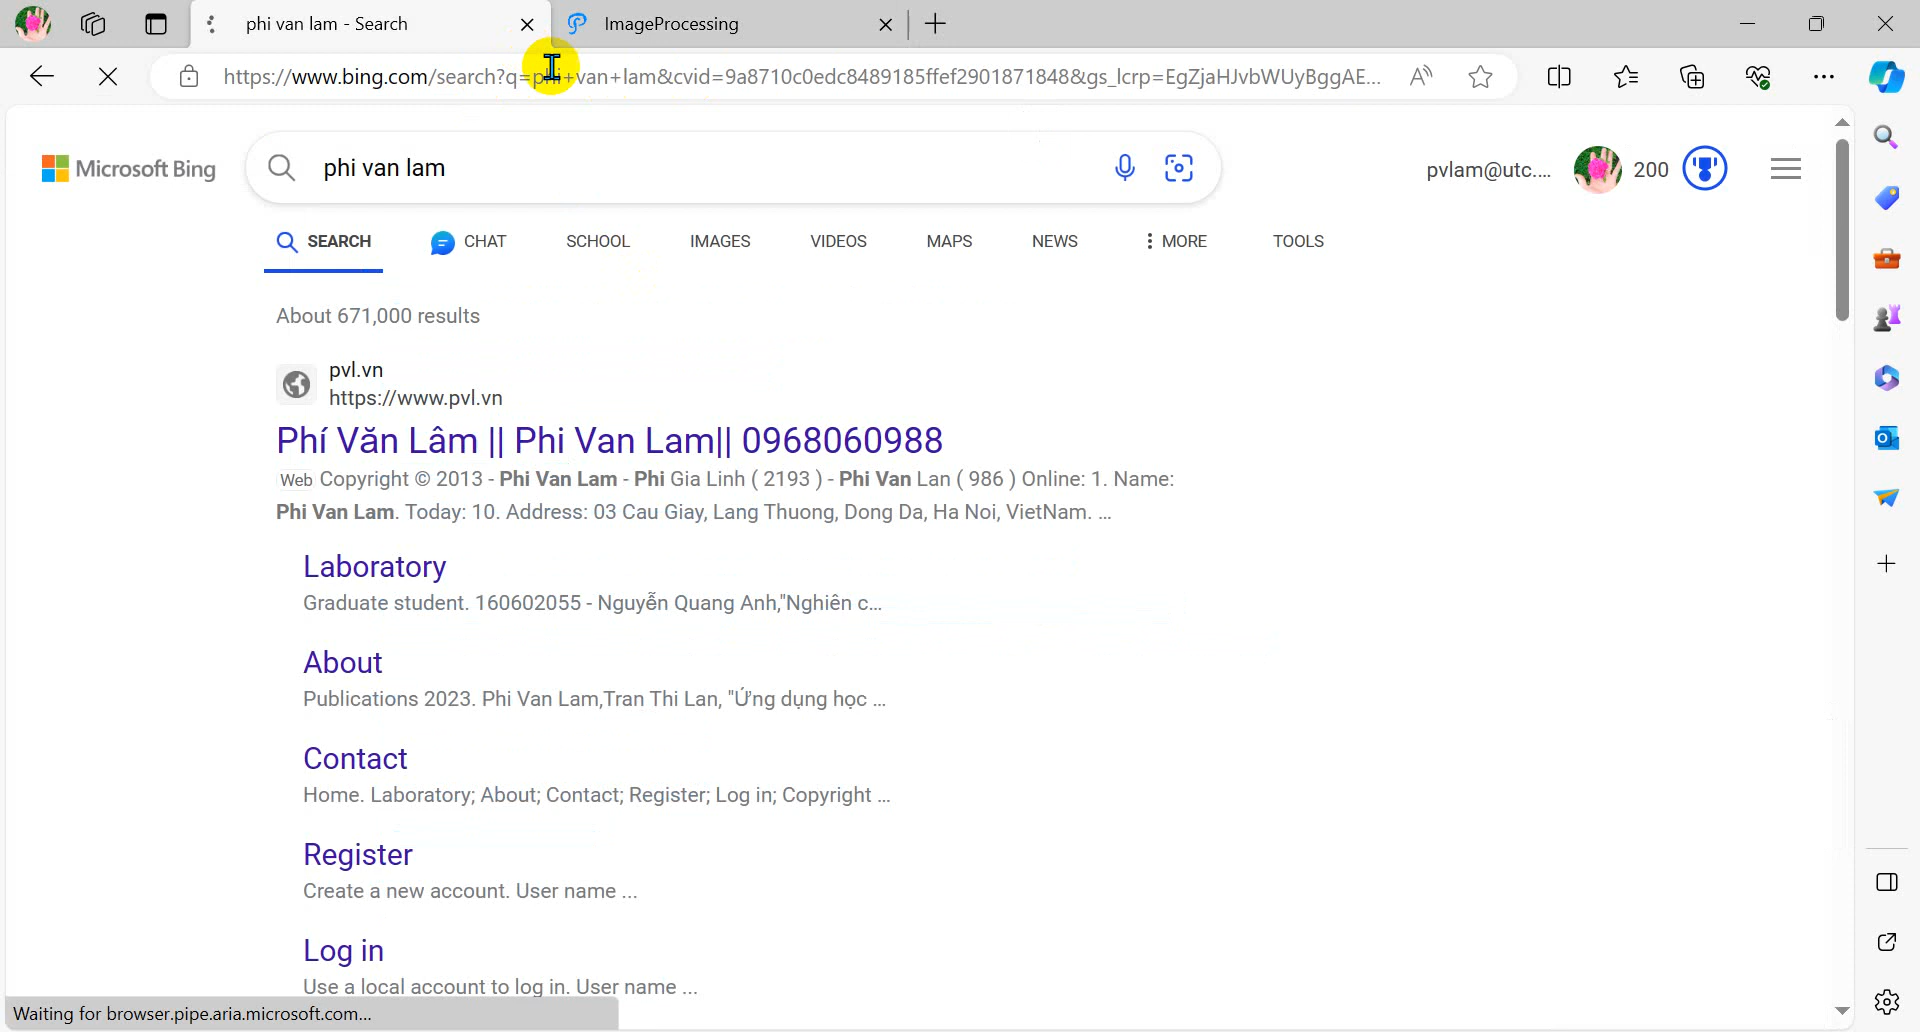 phi van lam - Search
ImageProcessing
https://www.bing.com/search?q=phi+van+lam&cvid=9a8710c0edc8489185ffef2901871848&gs_lcrp=EgZjaHJvbWUyBggAE...
Microsoft Bing
phi van lam
pvlam@utc....
200
SEARCH
CHAT
SCHOOL
IMAGES
VIDEOS
MAPS
NEWS
MORE
TOOLS
About 671,000 results
pvl.vn
https://www.pvl.vn
Phí Văn Lâm || Phi Van Lam|| 0968060988
Web Copyright © 2013 - Phi Van Lam - Phi Gia Linh ( 2193 ) - Phi Van Lan ( 986 ) Online: 1. Name:
Phi Van Lam. Today: 10. Address: 03 Cau Giay, Lang Thuong, Dong Da, Ha Noi, VietNam. ...
Laboratory
Graduate student. 160602055 - Nguyễn Quang Anh,"Nghiên c...
About
Publications 2023. Phi Van Lam,Tran Thi Lan, "Ứng dụng học ...
Contact
Home. Laboratory; About; Contact; Register; Log in; Copyright ...
Register
Create a new account. User name ...
Log in
Use a local account to log in. User name ...
Waiting for browser.pipe.aria.microsoft.com...